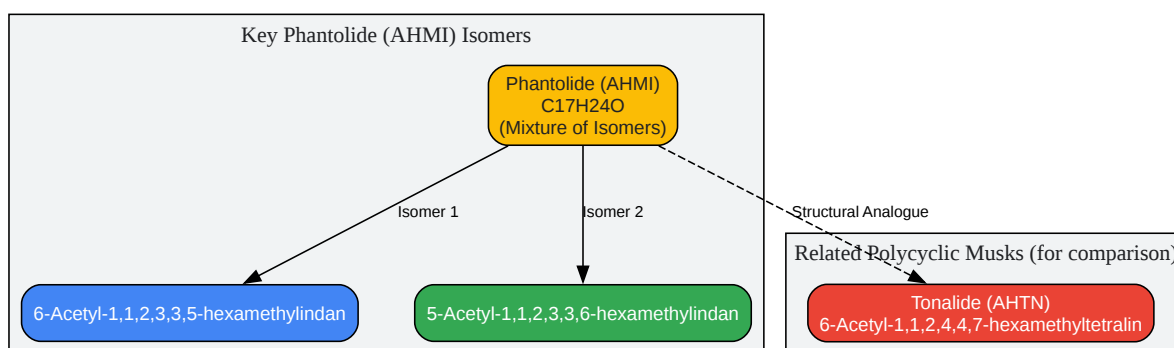 Key Phantolide (AHMI) Isomers
Phantolide (AHMI)
C17H24O
(Mixture of Isomers)
Isomer 1
Isomer 2
Structural Analogue
Related Polycyclic Musks (for comparison)
6-Acetyl-1,1,2,3,3,5-hexamethylindan
5-Acetyl-1,1,2,3,3,6-hexamethylindan
Tonalide (AHTN)
6-Acetyl-1,1,2,4,4,7-hexamethyltetralin